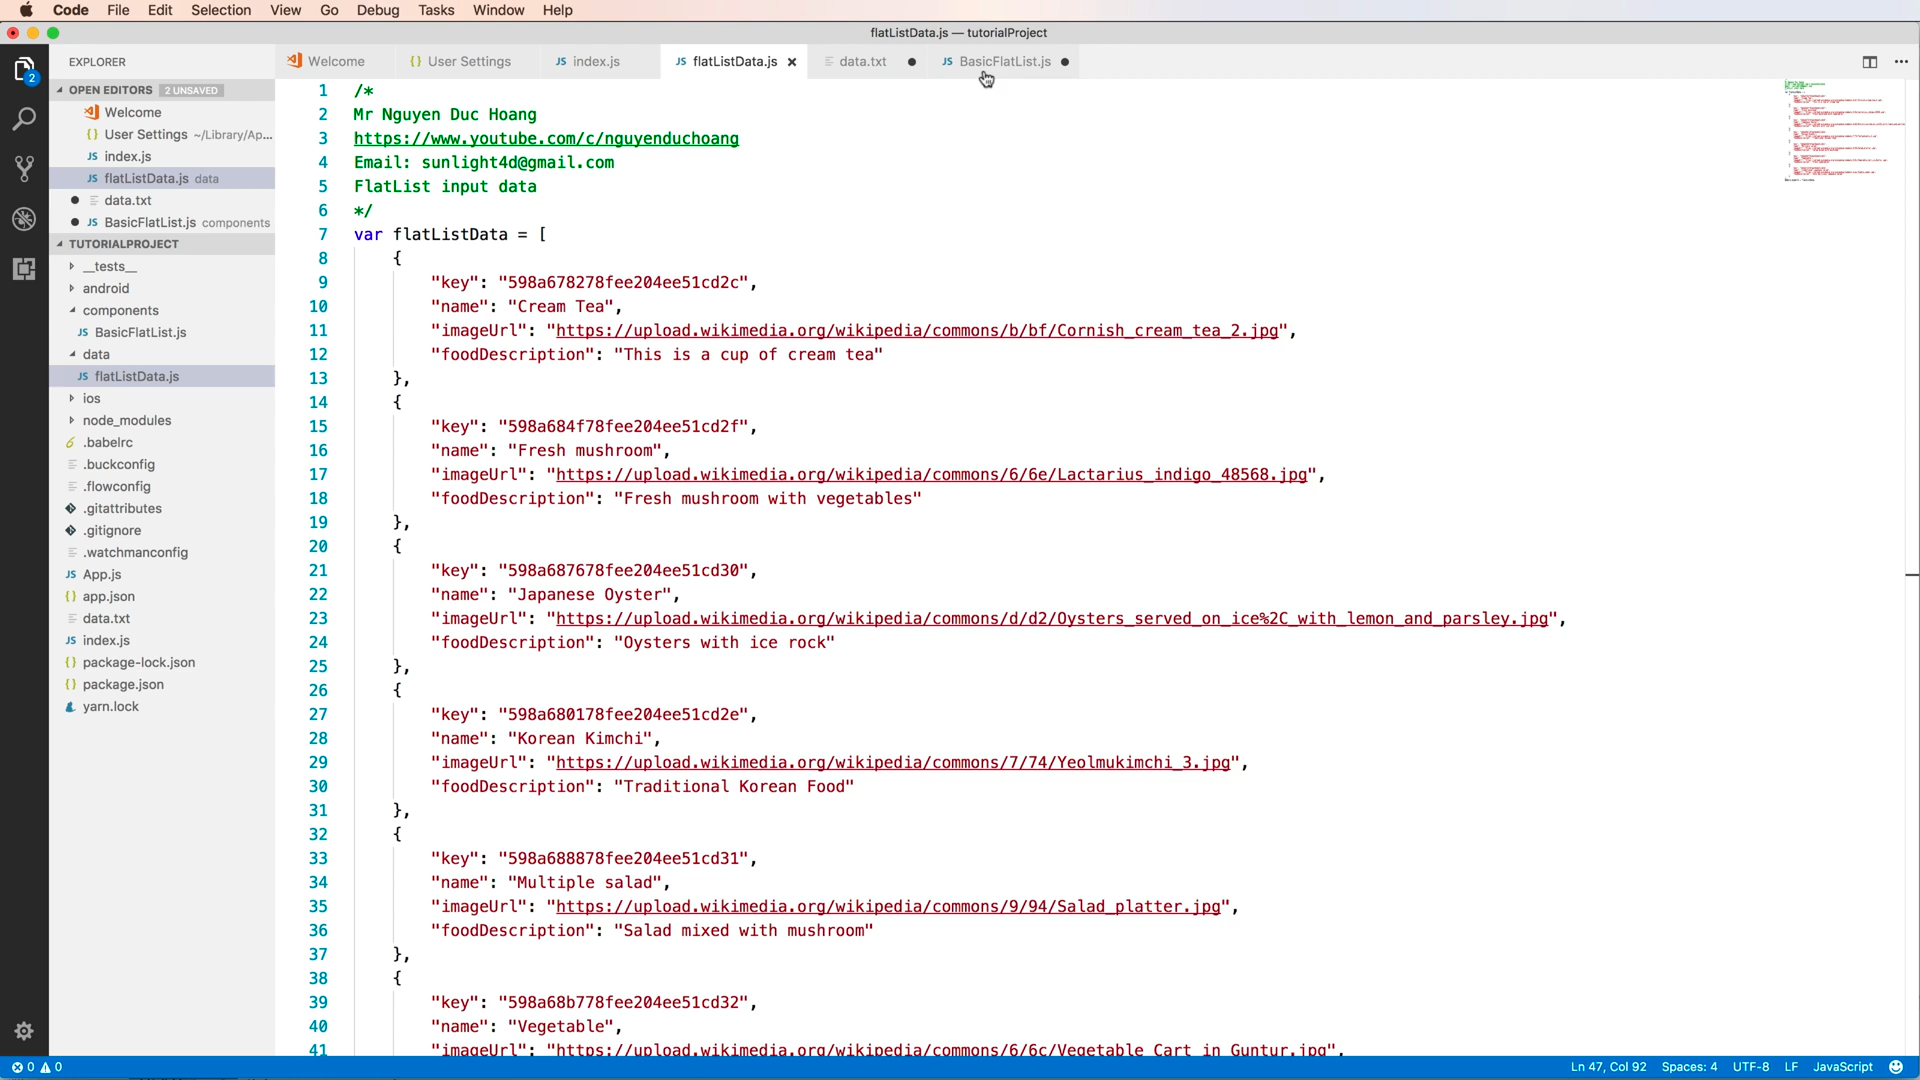 Code File Edit Selection View Go Debug Tasks Window Help
flatListData.js — tutorialProject
EXPLORER
Welcome
User Settings
JS index.js
JS flatListData.js
data.txt
JS BasicFlatList.js
2
OPEN EDITORS 2 UNSAVED
Welcome
{} User Settings ~/Library/Ap...
JS index.js
JS flatListData.js data
data.txt
JS BasicFlatList.js components
TUTORIALPROJECT
__tests__
android
components
JS BasicFlatList.js
data
JS flatListData.js
ios
node_modules
.babelrc
.buckconfig
.flowconfig
.gitattributes
.gitignore
.watchmanconfig
JS App.js
{} app.json
data.txt
JS index.js
{} package-lock.json
{} package.json
yarn.lock
1 /*
2 Mr Nguyen Duc Hoang
3 https://www.youtube.com/c/nguyenduchoang
4 Email: sunlight4d@gmail.com
5 FlatList input data
6 */
7 var flatListData = [
8 {
9 "key": "598a678278fee204ee51cd2c",
10 "name": "Cream Tea",
11 "imageUrl": "https://upload.wikimedia.org/wikipedia/commons/b/bf/Cornish_cream_tea_2.jpg",
12 "foodDescription": "This is a cup of cream tea"
13 },
14 {
15 "key": "598a684f78fee204ee51cd2f",
16 "name": "Fresh mushroom",
17 "imageUrl": "https://upload.wikimedia.org/wikipedia/commons/6/6e/Lactarius_indigo_48568.jpg",
18 "foodDescription": "Fresh mushroom with vegetables"
19 },
20 {
21 "key": "598a687678fee204ee51cd30",
22 "name": "Japanese Oyster",
23 "imageUrl": "https://upload.wikimedia.org/wikipedia/commons/d/d2/Oysters_served_on_ice%2C_with_lemon_and_parsley.jpg",
24 "foodDescription": "Oysters with ice rock"
25 },
26 {
27 "key": "598a680178fee204ee51cd2e",
28 "name": "Korean Kimchi",
29 "imageUrl": "https://upload.wikimedia.org/wikipedia/commons/7/74/Yeolmukimchi_3.jpg",
30 "foodDescription": "Traditional Korean Food"
31 },
32 {
33 "key": "598a688878fee204ee51cd31",
34 "name": "Multiple salad",
35 "imageUrl": "https://upload.wikimedia.org/wikipedia/commons/9/94/Salad_platter.jpg",
36 "foodDescription": "Salad mixed with mushroom"
37 },
38 {
39 "key": "598a68b778fee204ee51cd32",
40 "name": "Vegetable",
41 "imageUrl": "https://upload.wikimedia.org/wikipedia/commons/6/6c/Vegetable_Cart_in_Guntur.jpg",
0 0
Ln 47, Col 92 Spaces: 4 UTF-8 LF JavaScript